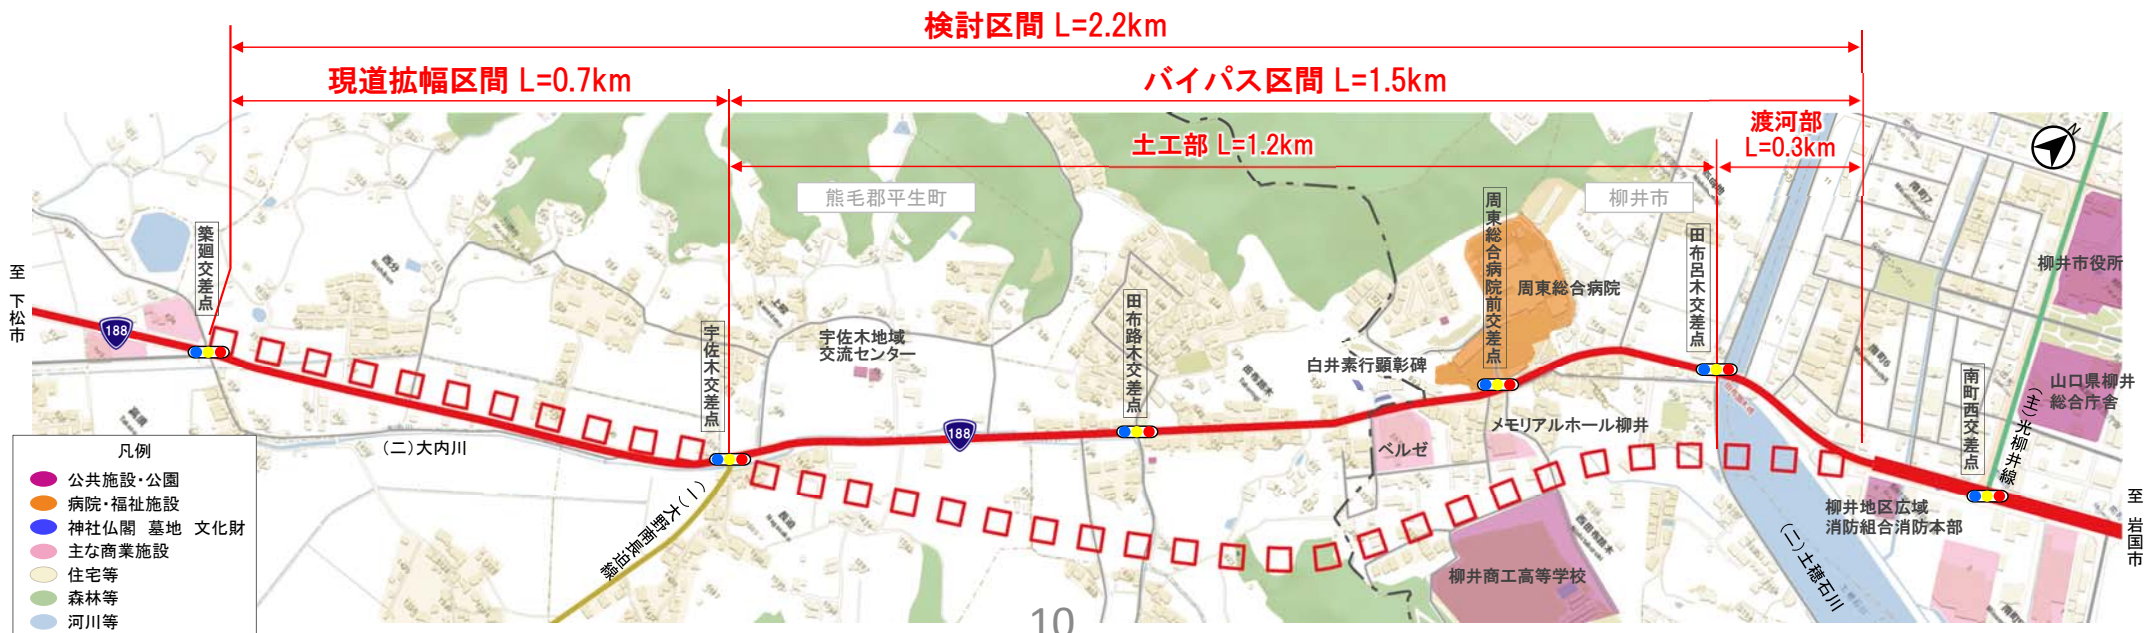 検討区間 L=2.2km
現道拡幅区間 L=0.7km
バイパス区間 L=1.5km
土工部 L=1.2km
渡河部
L=0.3km
N
熊毛郡平生町
柳井市
至 下松市
築廻交差点
188
宇佐木交差点
宇佐木地域
交流センター
田布路木交差点
188
周東総合病院前交差点
周東総合病院
白井素行顕彰碑
田布呂木交差点
メモリアルホール柳井
ベルゼ
柳井商工高等学校
南町7
南町6
柳井市役所
山口県柳井
総合庁舎
(主)光柳井線
南町西交差点
柳井地区広域
消防組合消防本部
(二)土穂石川
至 岩国市
(二)大内川
(一)大野南長泊線
凡例
公共施設・公園
病院・福祉施設
神社仏閣 墓地 文化財
主な商業施設
住宅等
森林等
河川等
10